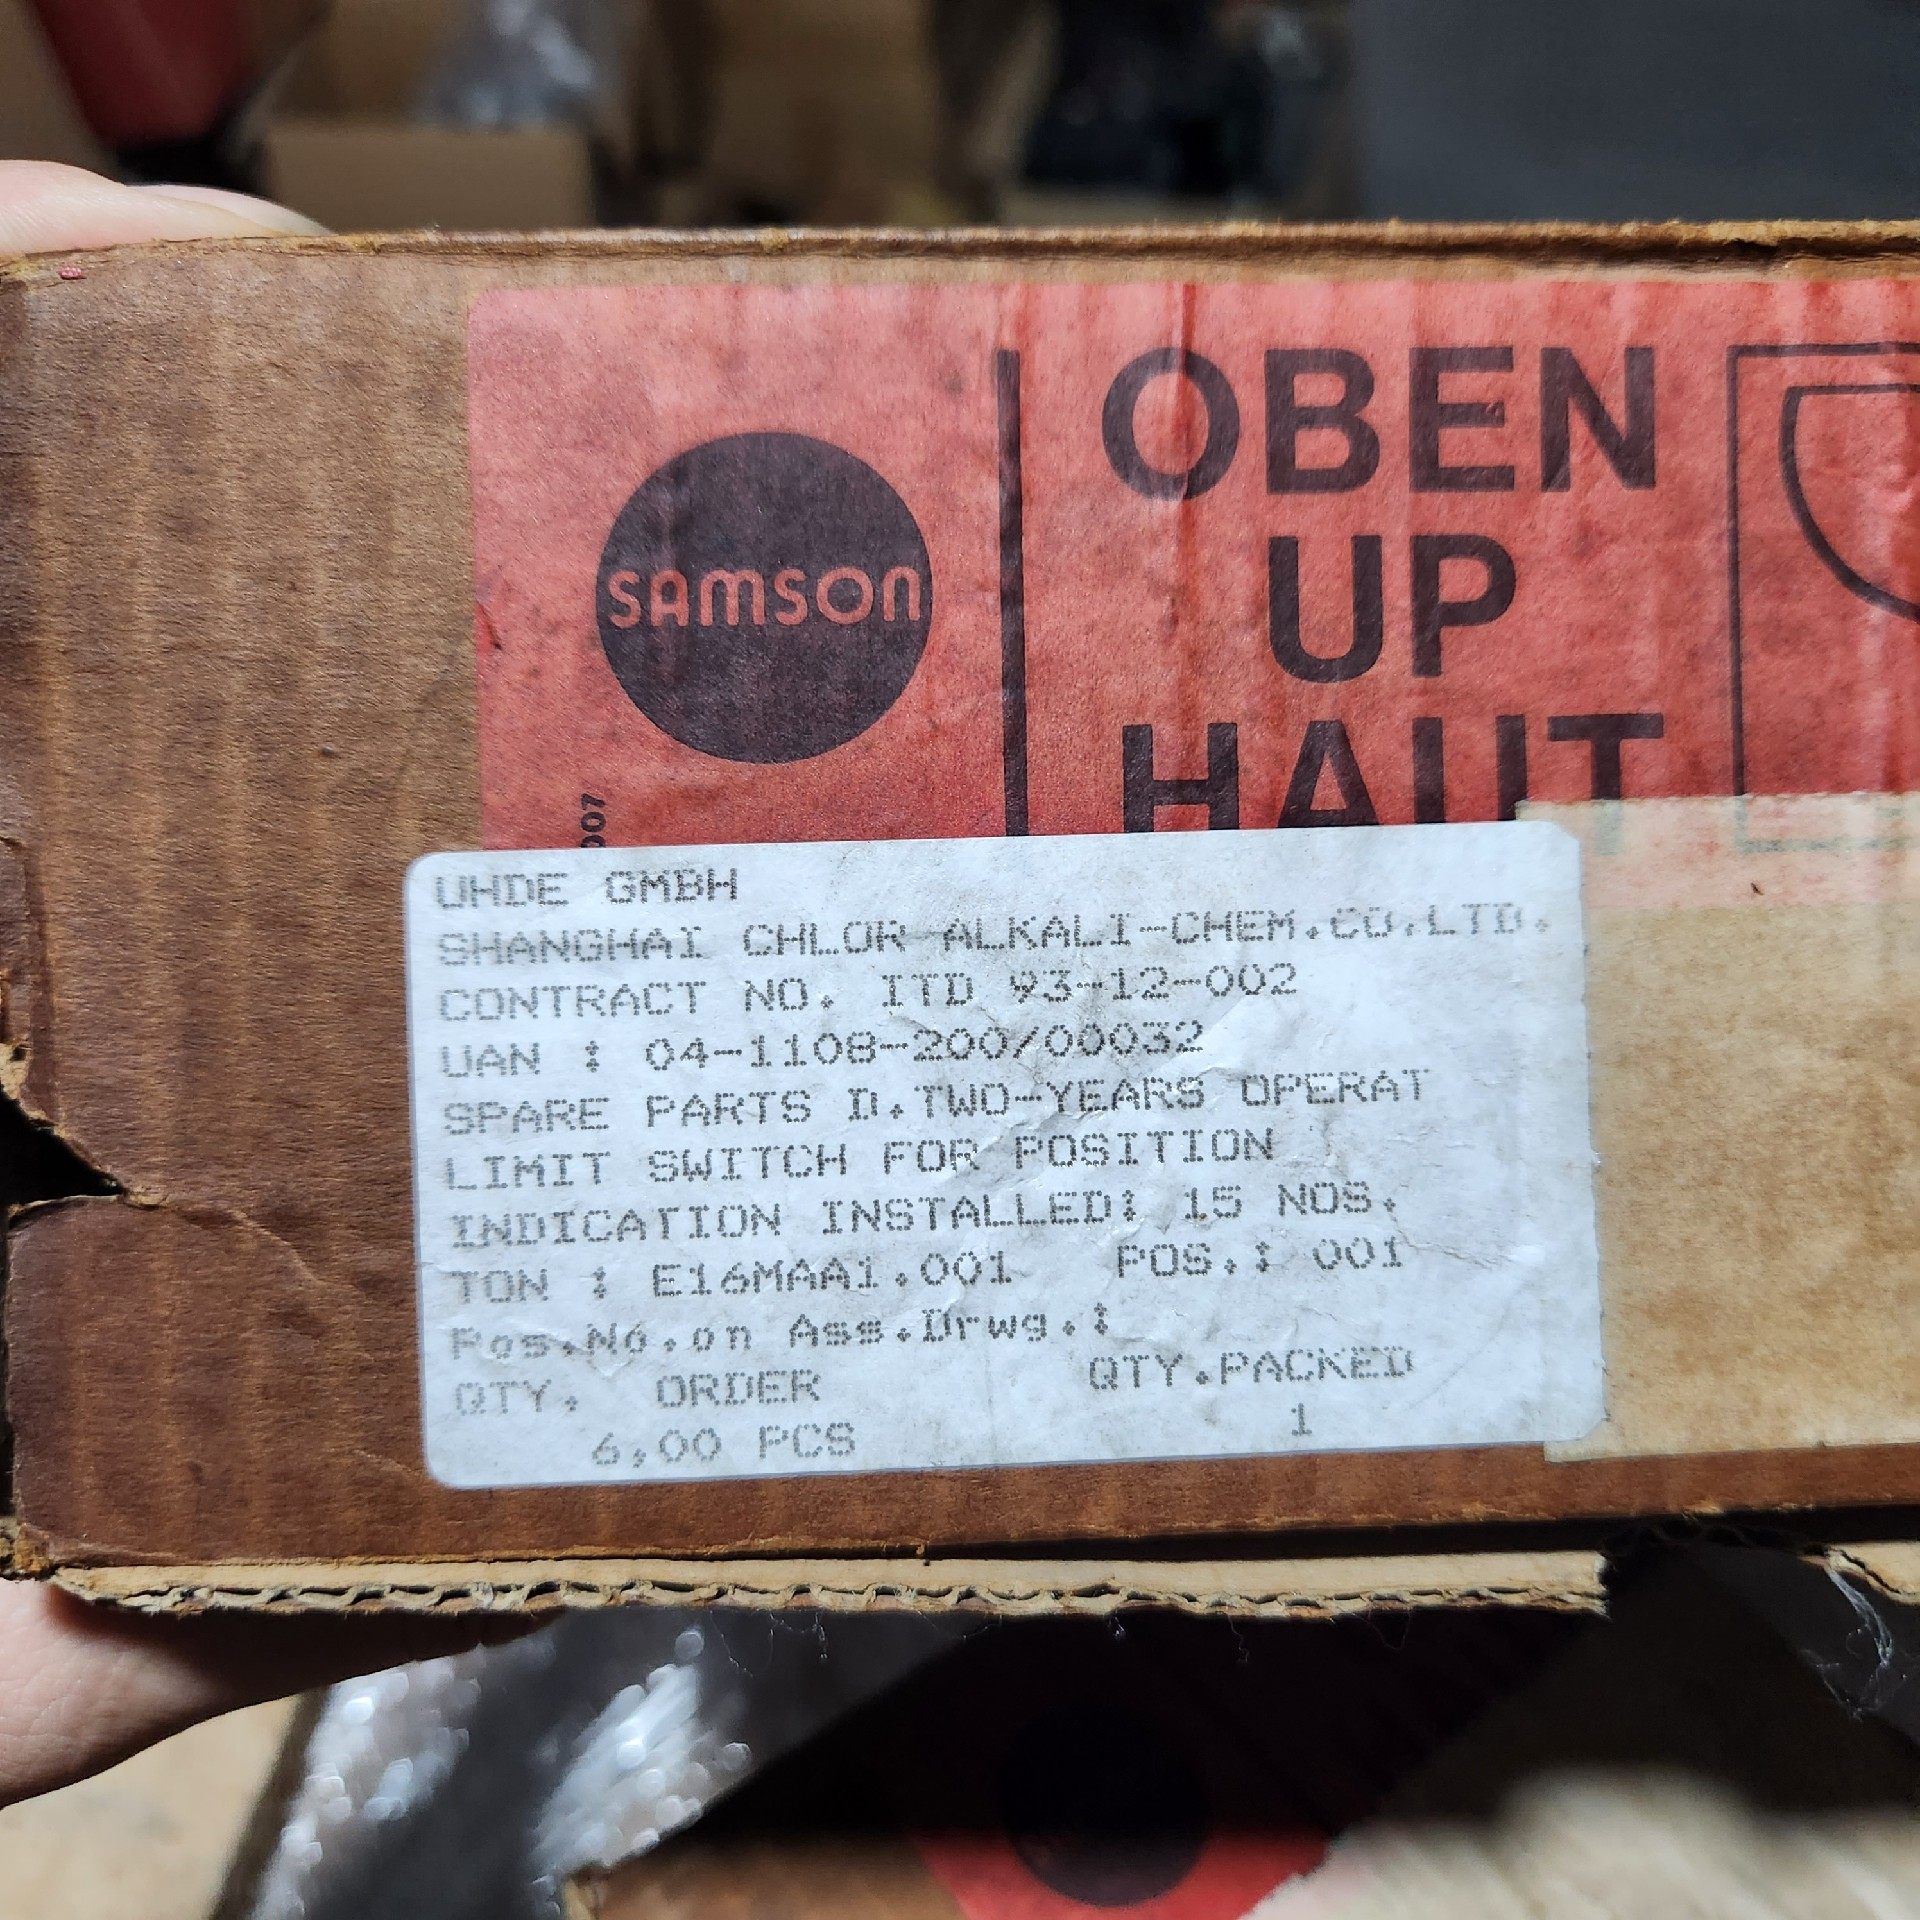 SAMSON
OBEN
UP
HAUT
007
UHDE GMBH
SHANGHAI CHLOR ALKALI-CHEM.CO.LTD.
CONTRACT NO. ITD 93-12-002
UAN : 04-1108-200/00032
SPARE PARTS D.TWO-YEARS OPERAT
LIMIT SWITCH FOR POSITION
INDICATION INSTALLED: 15 NOS.
TON : E16MAA1.001 POS.: 001
Pos.No.on Ass.Drwg.:
QTY. ORDER QTY.PACKED
6,00 PCS 1